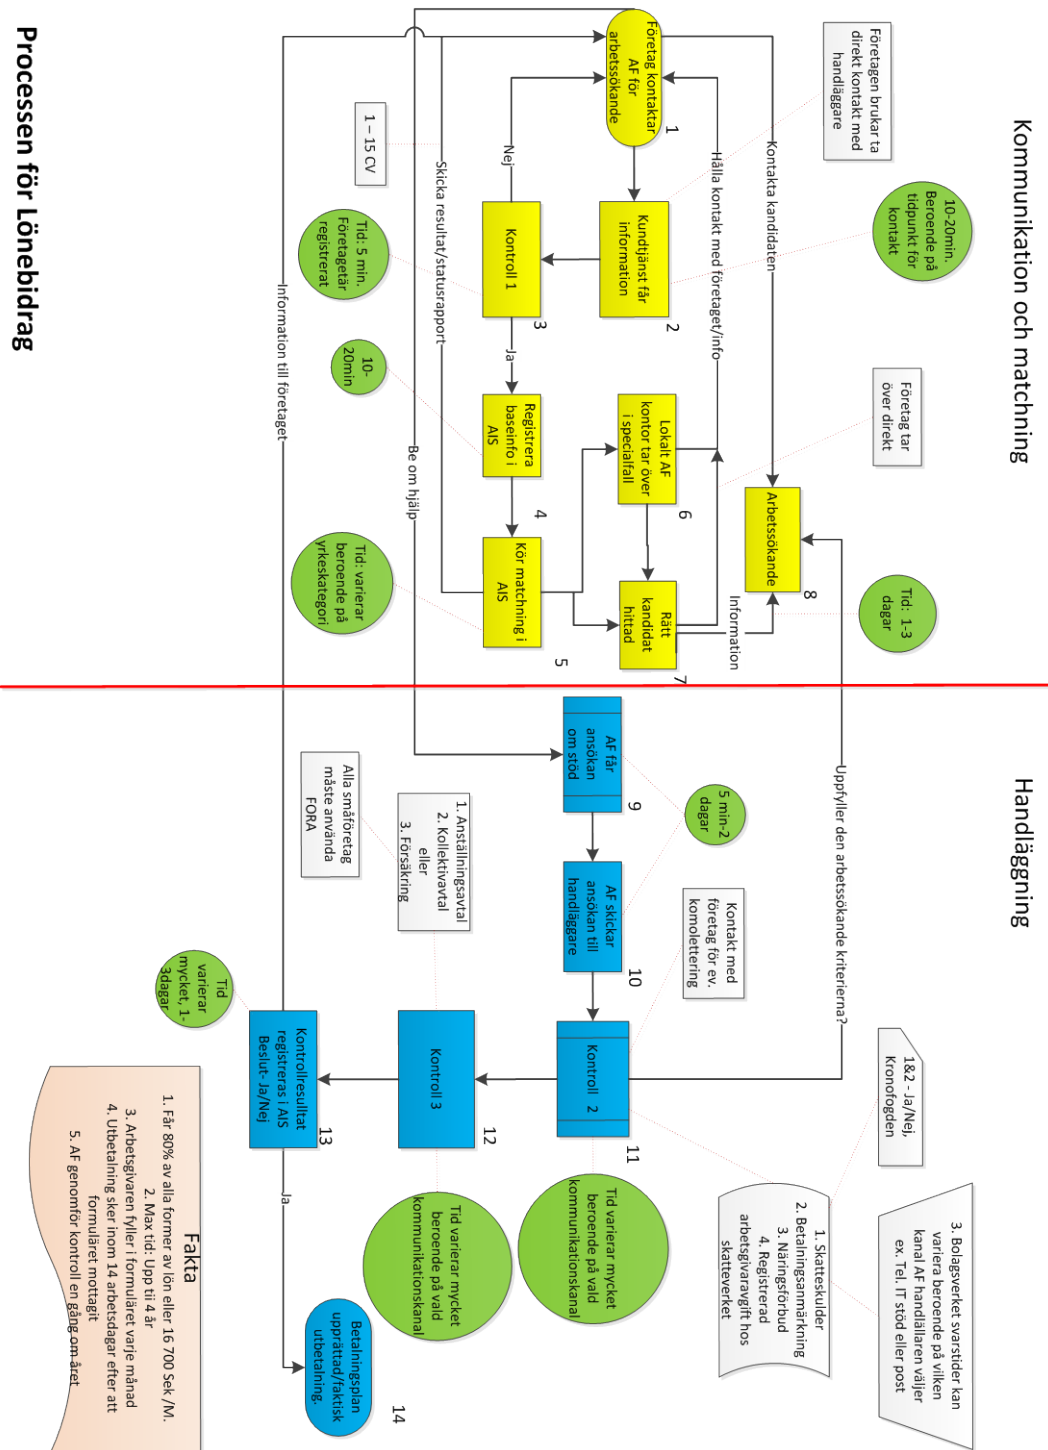 Processen för Lönebidrag
Kommunikation och matchning
Handläggning
Företagen brukar ta
direkt kontakt med
handläggare
10-20min.
Beroende på
tidpunkt för
kontakt
Företag tar
över direkt
Tid: 1-3
dagar
Kontakta kandidaten
Arbetssökande
8
Information
Hålla kontakt med företaget/info
Företag kontaktar
AF för
arbetssökande
1
Kundtjänst får
information
2
Lokalt AF
kontor tar över
i specialfall
6
Rätt
kandidat
hittad
7
Nej
Kontroll 1
3
Ja
Registrera
baseinfo i
AIS
4
Kör matchning i
AIS
5
Skicka resultat/statusrapport
1 – 15 CV
Tid: 5 min.
Företagetär
registrerat
10-
20min
Tid: varierar
beroende på
yrkeskategori
Be om hjälp
Information till företaget
Uppfyller den arbetssökande kriterierna?
1&2 - Ja/Nej,
Kronofogden
3. Bolagsverket svarstider kan
variera beroende på vilken
kanal AF handlällaren väljer
ex. Tel. IT stöd eller post
1. Skatteskulder
2. Betalningsanmärkning
3. Näringsförbud
4. Registrerad
arbetsgivaravgift hos
skatteverket
5 min-2
dagar
Kontakt med
företag för ev.
komolettering
AF får
ansökan
om stöd
9
AF skickar
ansökan till
handläggare
10
Kontroll 2
11
Tid varierar mycket
beroende på vald
kommunikationskanal
1. Anställningsavtal
2. Kollektivavtal
eller
3. Försäkring
Alla småföretag
måste använda
FORA
Kontroll 3
12
Tid varierar mycket
beroende på vald
kommunikationskanal
Tid
varierar
mycket, 1-
3dagar
Kontrollresulltat
registreras i AIS
Beslut- Ja/Nej
13
Ja
Betalningsplan
upprättad/faktisk
utbetalning.
14
Fakta
1. Får 80% av alla former av lön eller 16 700 Sek /M.
2. Max tid: Upp tii 4 år
3. Arbetsgivaren fyller i formuläret varje månad
4. Utbetalning sker inom 14 arbetsdagar efter att
formuläret mottagit
5. AF genomför kontroll en gång om året